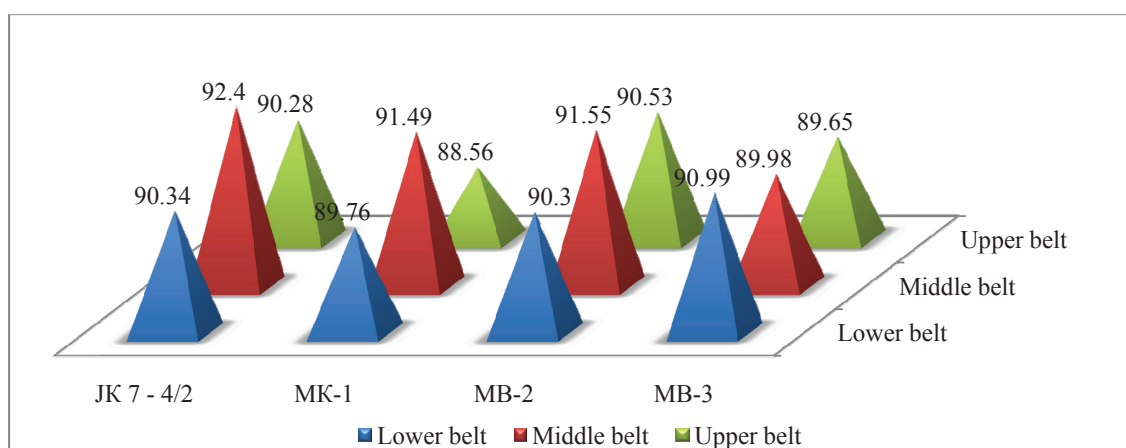 92.4
90.28
90.53
91.49
91.55
89.65
88.56
89.98
90.34
90.3
90.99
89.76
Upper belt
Middle belt
Lower belt
JK 7 - 4/2 MK-1 MB-2 MB-3
Lower belt Middle belt Upper belt